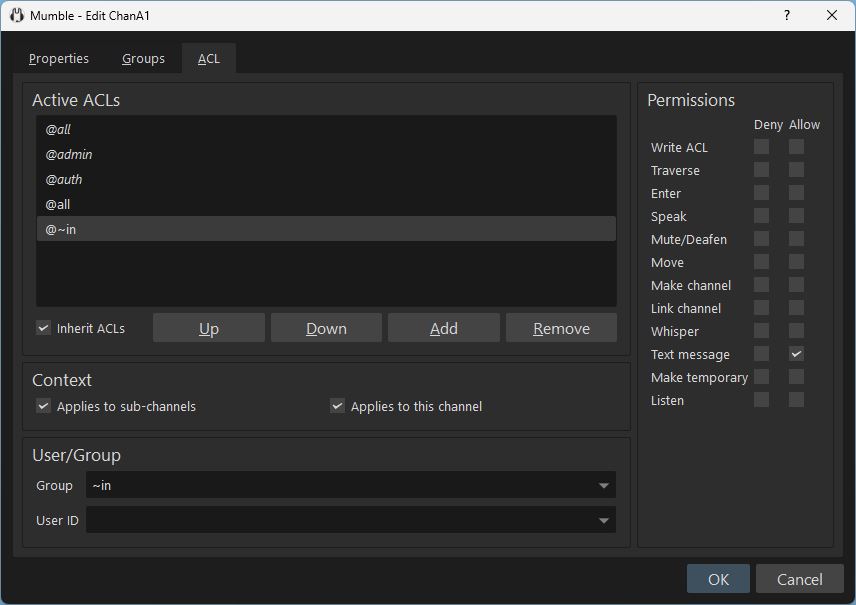 Mumble - Edit ChanA1
?
Properties Groups ACL
Active ACLs
@all
@admin
@auth
@all
@~in
Inherit ACLs Up Down Add Remove
Context
Applies to sub-channels Applies to this channel
User/Group
Group ~in
User ID
Permissions
Deny Allow
Write ACL
Traverse
Enter
Speak
Mute/Deafen
Move
Make channel
Link channel
Whisper
Text message
Make temporary
Listen
OK Cancel